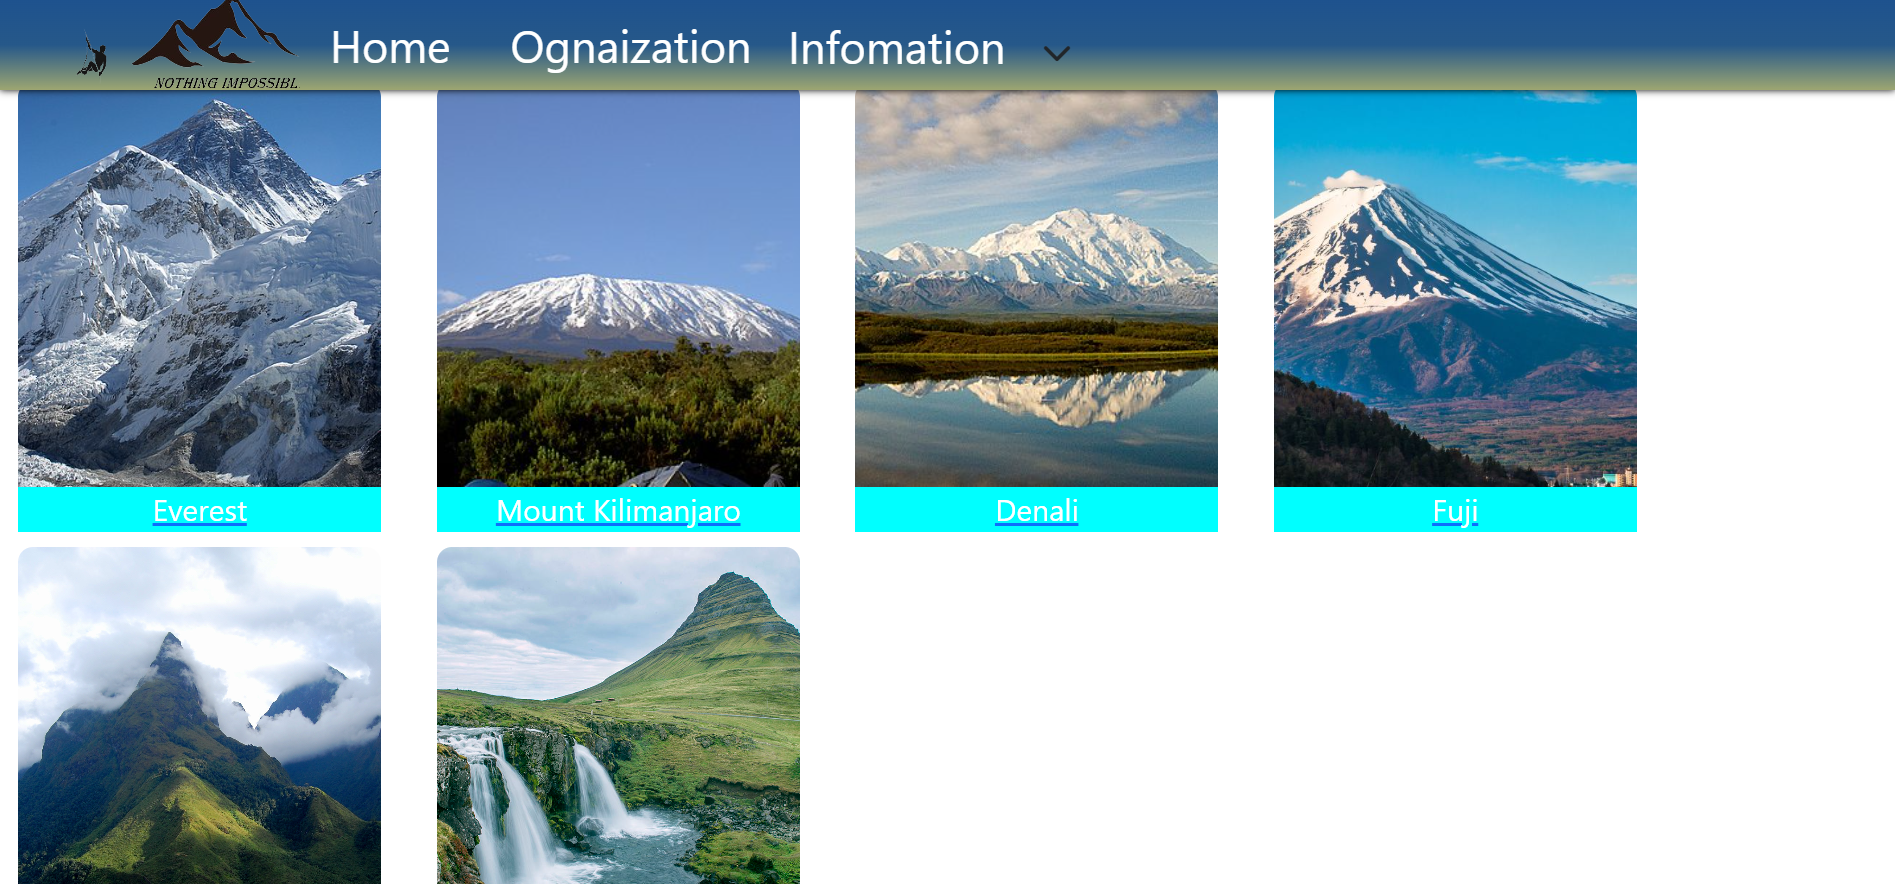 Home Ognaization Infomation
NOTHING IMPOSSIBL
Everest Mount Kilimanjaro Denali Fuji